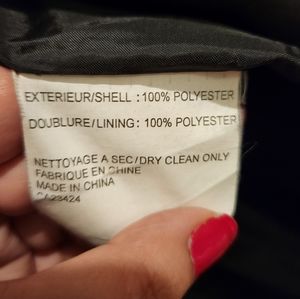 EXTERIEUR/SHELL : 100% POLYESTER
DOUBLURE/LINING: 100% POLYESTER
NETTOYAGE A SEC/DRY CLEAN ONLY
FABRIQUE EN CHINE
MADE IN CHINA
CA23424